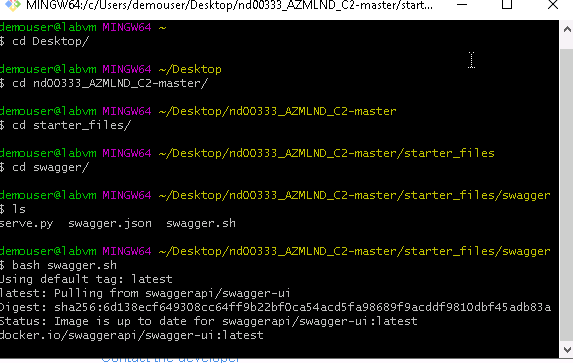 MINGW64:/c/Users/demouser/Desktop/nd00333_AZMLND_C2-master/start...
demouser@labvm MINGW64 ~
$ cd Desktop/
demouser@labvm MINGW64 ~/Desktop
$ cd nd00333_AZMLND_C2-master/
demouser@labvm MINGW64 ~/Desktop/nd00333_AZMLND_C2-master
$ cd starter_files/
demouser@labvm MINGW64 ~/Desktop/nd00333_AZMLND_C2-master/starter_files
$ cd swagger/
demouser@labvm MINGW64 ~/Desktop/nd00333_AZMLND_C2-master/starter_files/swagger
$ ls
serve.py  swagger.json  swagger.sh
demouser@labvm MINGW64 ~/Desktop/nd00333_AZMLND_C2-master/starter_files/swagger
$ bash swagger.sh
Using default tag: latest
latest: Pulling from swaggerapi/swagger-ui
Digest: sha256:6d138ecf649308cc64ff9b22bf0ca54acd5fa98689f9acddf9810dbf45adb83a
Status: Image is up to date for swaggerapi/swagger-ui:latest
docker.io/swaggerapi/swagger-ui:latest
Contact the developer